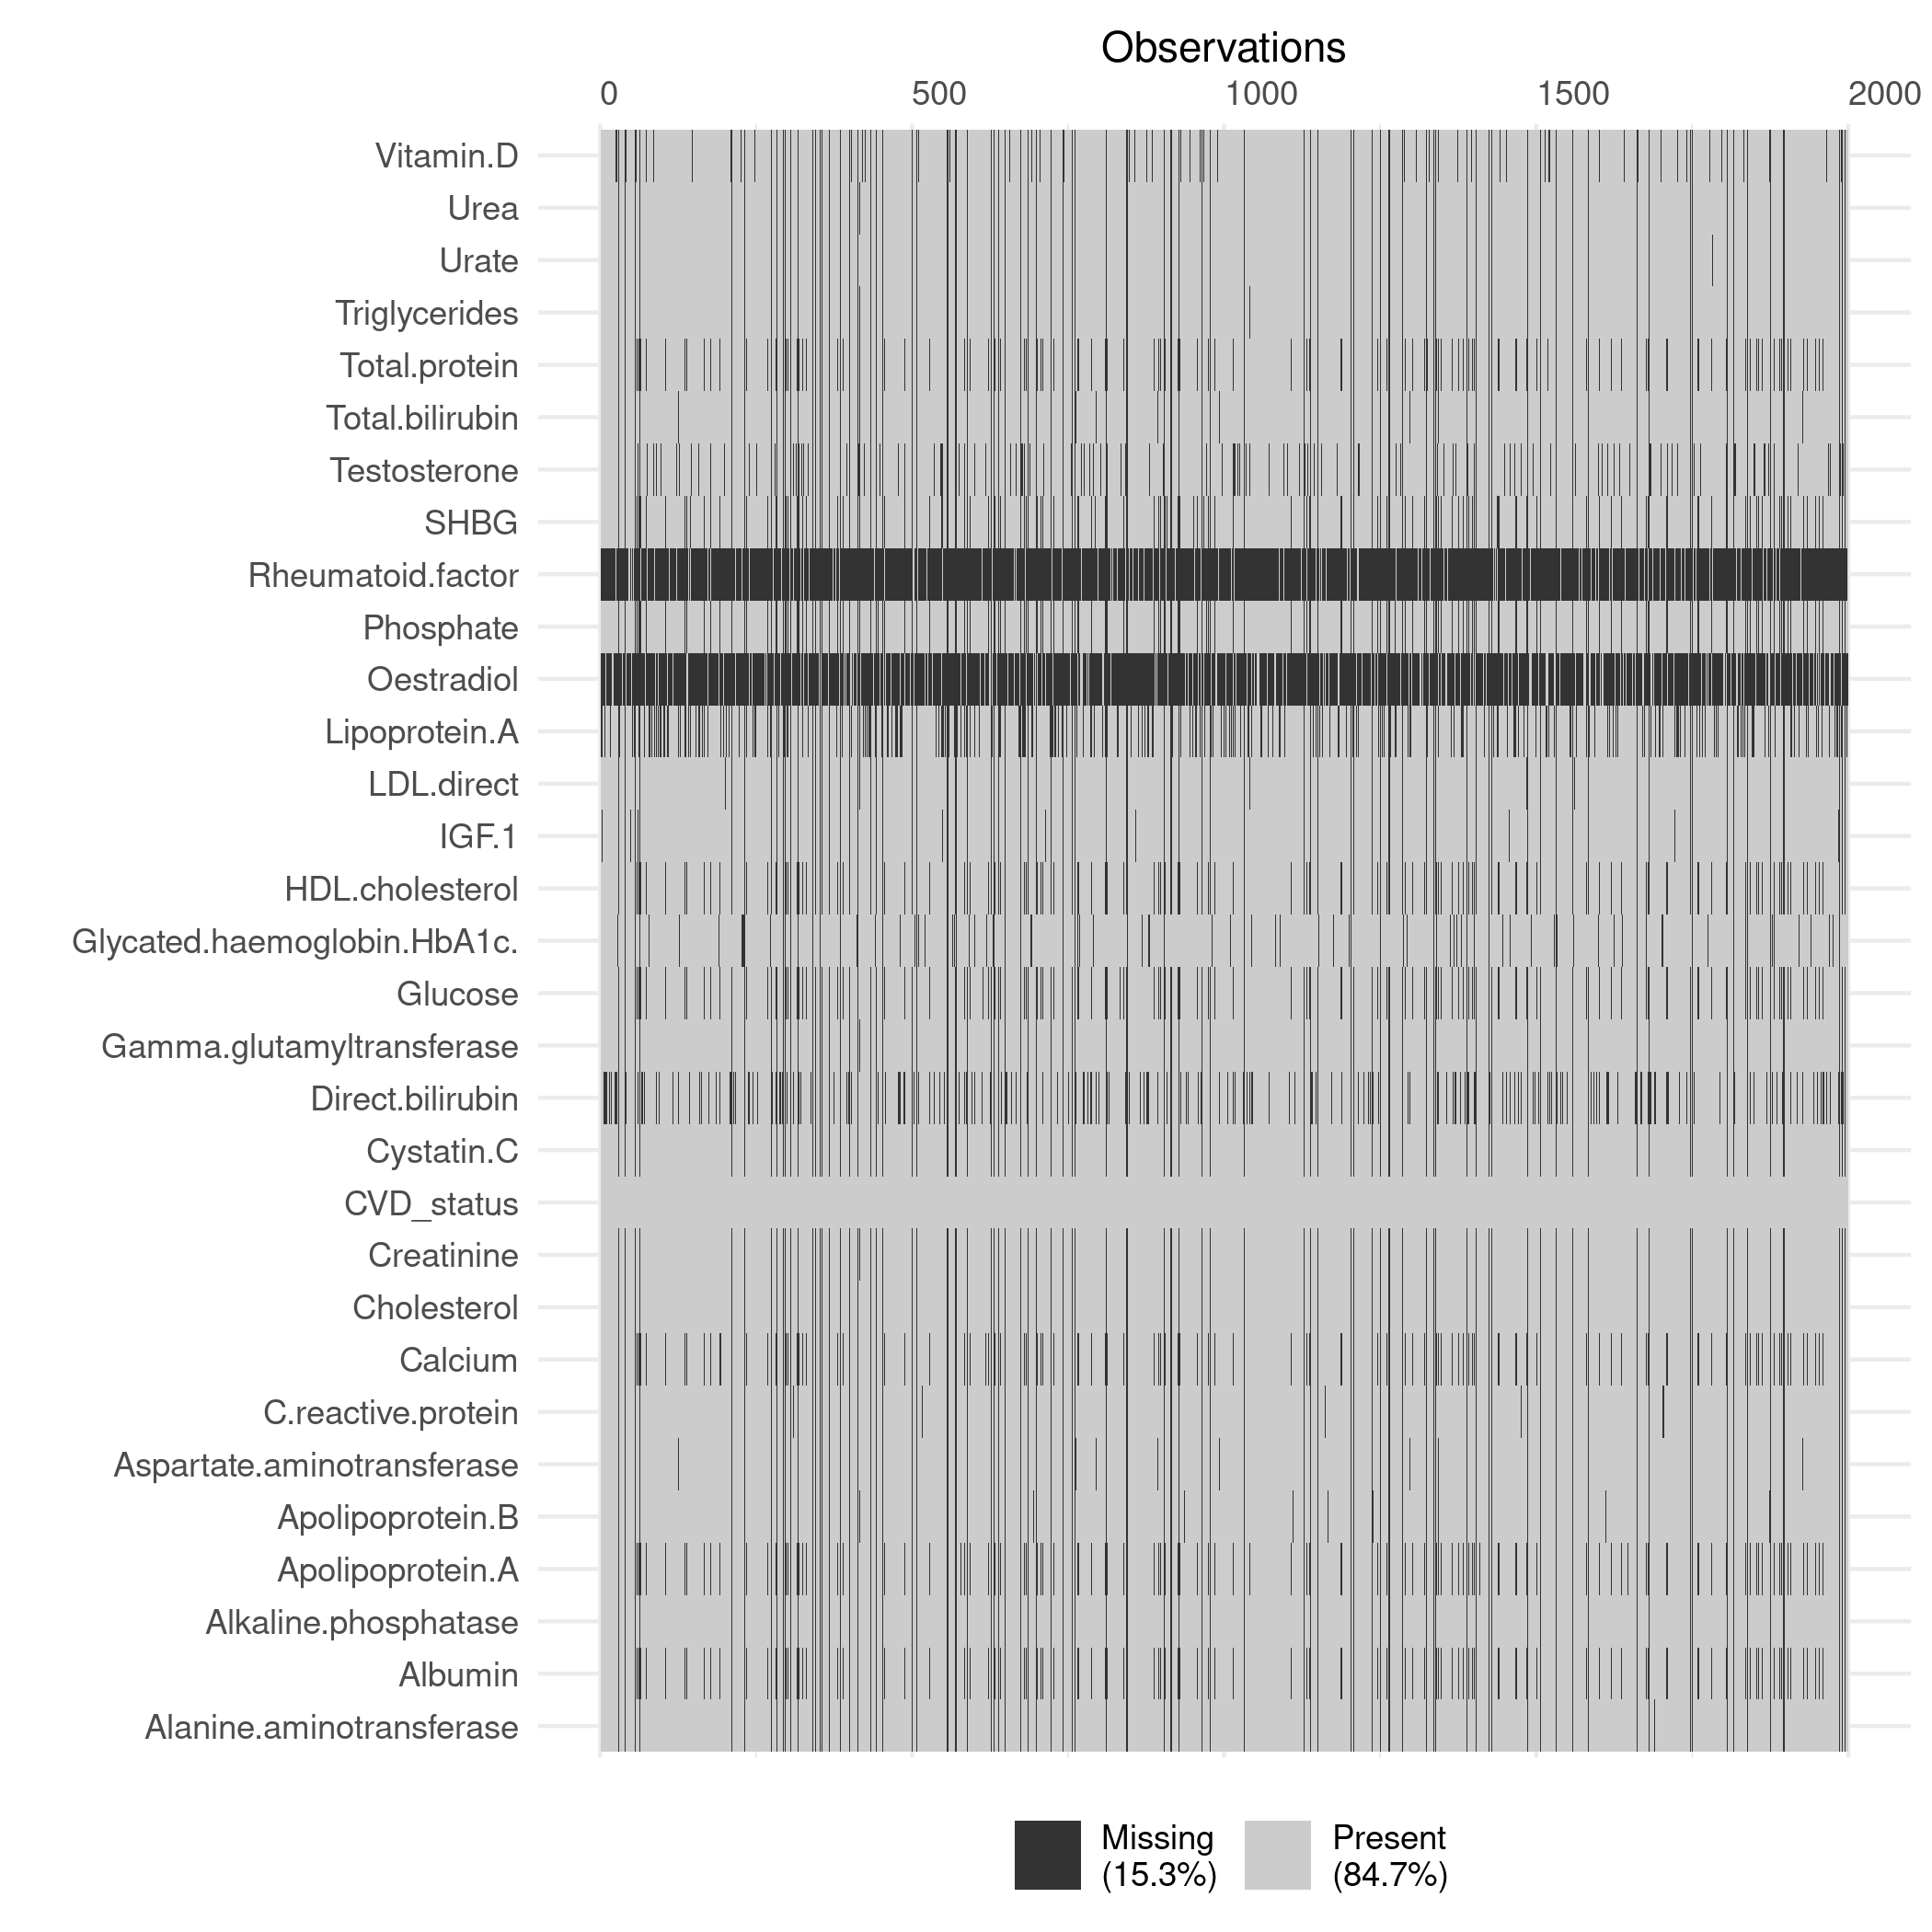 Observations
0 500 1000 1500 2000
Vitamin.D
Urea
Urate
Triglycerides
Total.protein
Total.bilirubin
Testosterone
SHBG
Rheumatoid.factor
Phosphate
Oestradiol
Lipoprotein.A
LDL.direct
IGF.1
HDL.cholesterol
Glycated.haemoglobin.HbA1c.
Glucose
Gamma.glutamyltransferase
Direct.bilirubin
Cystatin.C
CVD_status
Creatinine
Cholesterol
Calcium
C.reactive.protein
Aspartate.aminotransferase
Apolipoprotein.B
Apolipoprotein.A
Alkaline.phosphatase
Albumin
Alanine.aminotransferase
Missing
(15.3%)
Present
(84.7%)